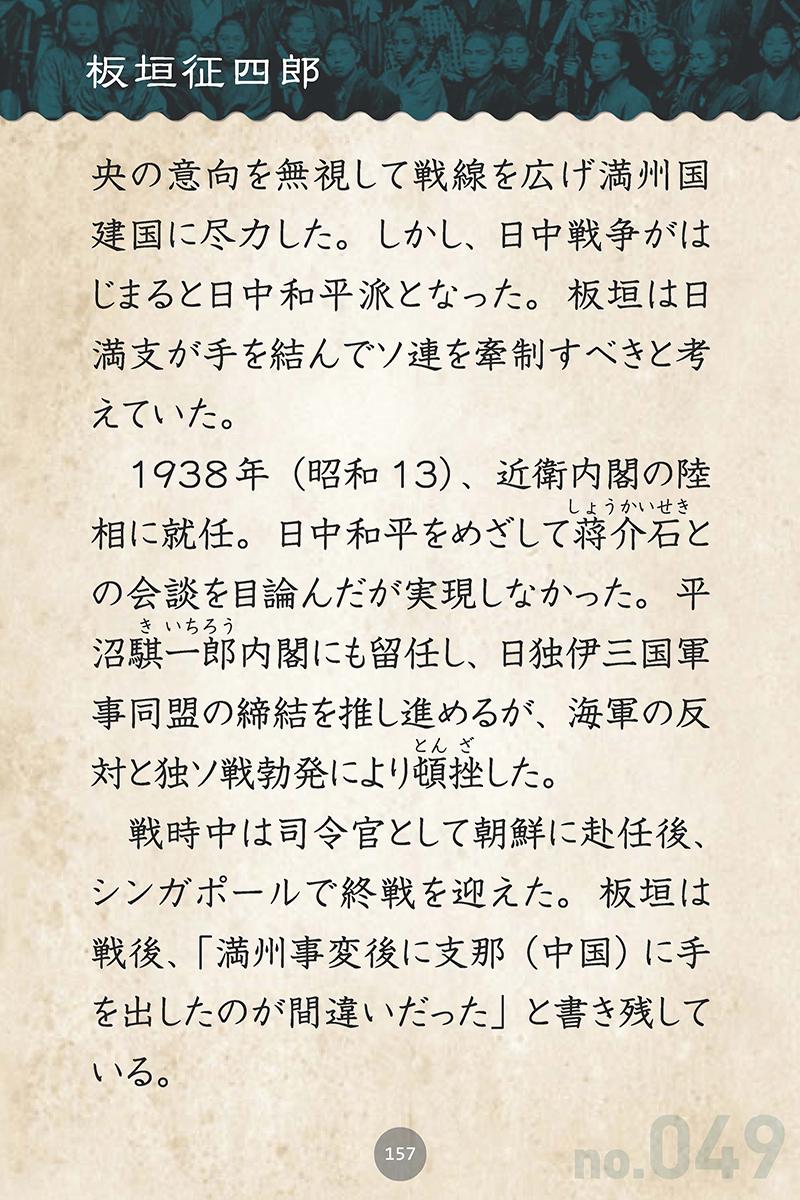 板垣征四郎
央の意向を無視して戦線を広げ満州国
建国に尽力した。しかし、日中戦争がは
じまると日中和平派となった。板垣は日
満支が手を結んでソ連を牽制すべきと考
えていた。
1938年（昭和13）、近衛内閣の陸
しょうかいせき
相に就任。日中和平をめざして蒋介石と
の会談を目論んだが実現しなかった。平
き いちろう
沼騏一郎内閣にも留任し、日独伊三国軍
事同盟の締結を推し進めるが、海軍の反
とん ざ
対と独ソ戦勃発により頓挫した。
戦時中は司令官として朝鮮に赴任後、
シンガポールで終戦を迎えた。板垣は
戦後、「満州事変後に支那（中国）に手
を出したのが間違いだった」と書き残して
いる。
157
no.049